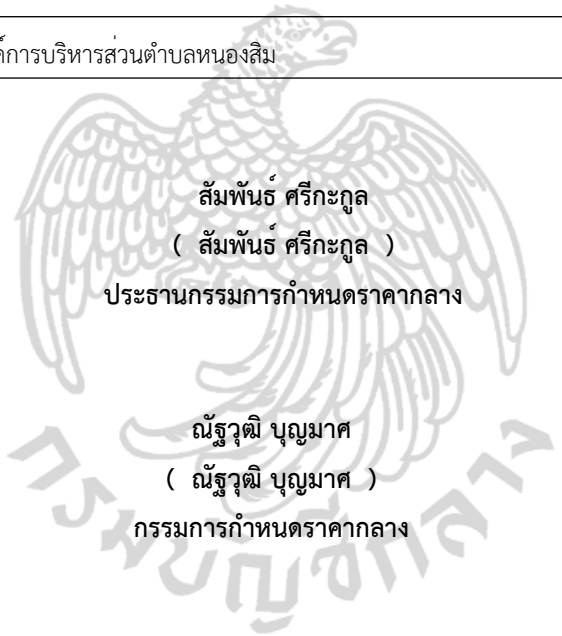 องค์การบริหารส่วนตำบลหนองสิม
สัมพันธ์ ศรีกะกูล
( สัมพันธ์ ศรีกะกูล )
ประธานกรรมการกำหนดราคากลาง
ณัฐวุฒิ บุญมาศ
( ณัฐวุฒิ บุญมาศ )
กรรมการกำหนดราคากลาง
กรมบัญชีกลาง